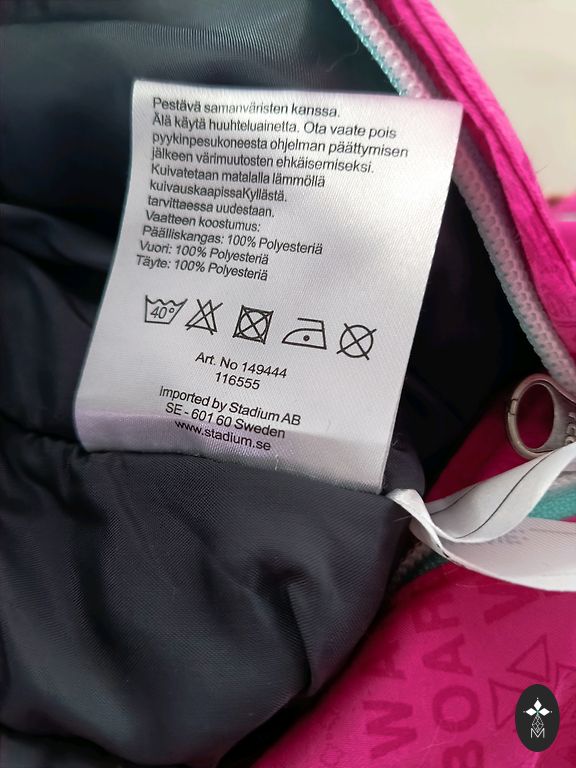 Pestävä samanväristen kanssa.
Älä käytä huuhteluainetta. Ota vaate pois
pyykinpesukoneesta ohjelman päättymisen
jälkeen värimuutosten ehkäisemiseksi.
Kuivatetaan matalalla lämmöllä
kuivauskaapissaKyllästä.
tarvittaessa uudestaan.
Vaatteen koostumus:
Päälliskangas: 100% Polyesteriä
Vuori: 100% Polyesteriä
Täyte: 100% Polyesteriä
40°
Art. No 149444
116555
Imported by Stadium AB
SE - 601 60 Sweden
www.stadium.se